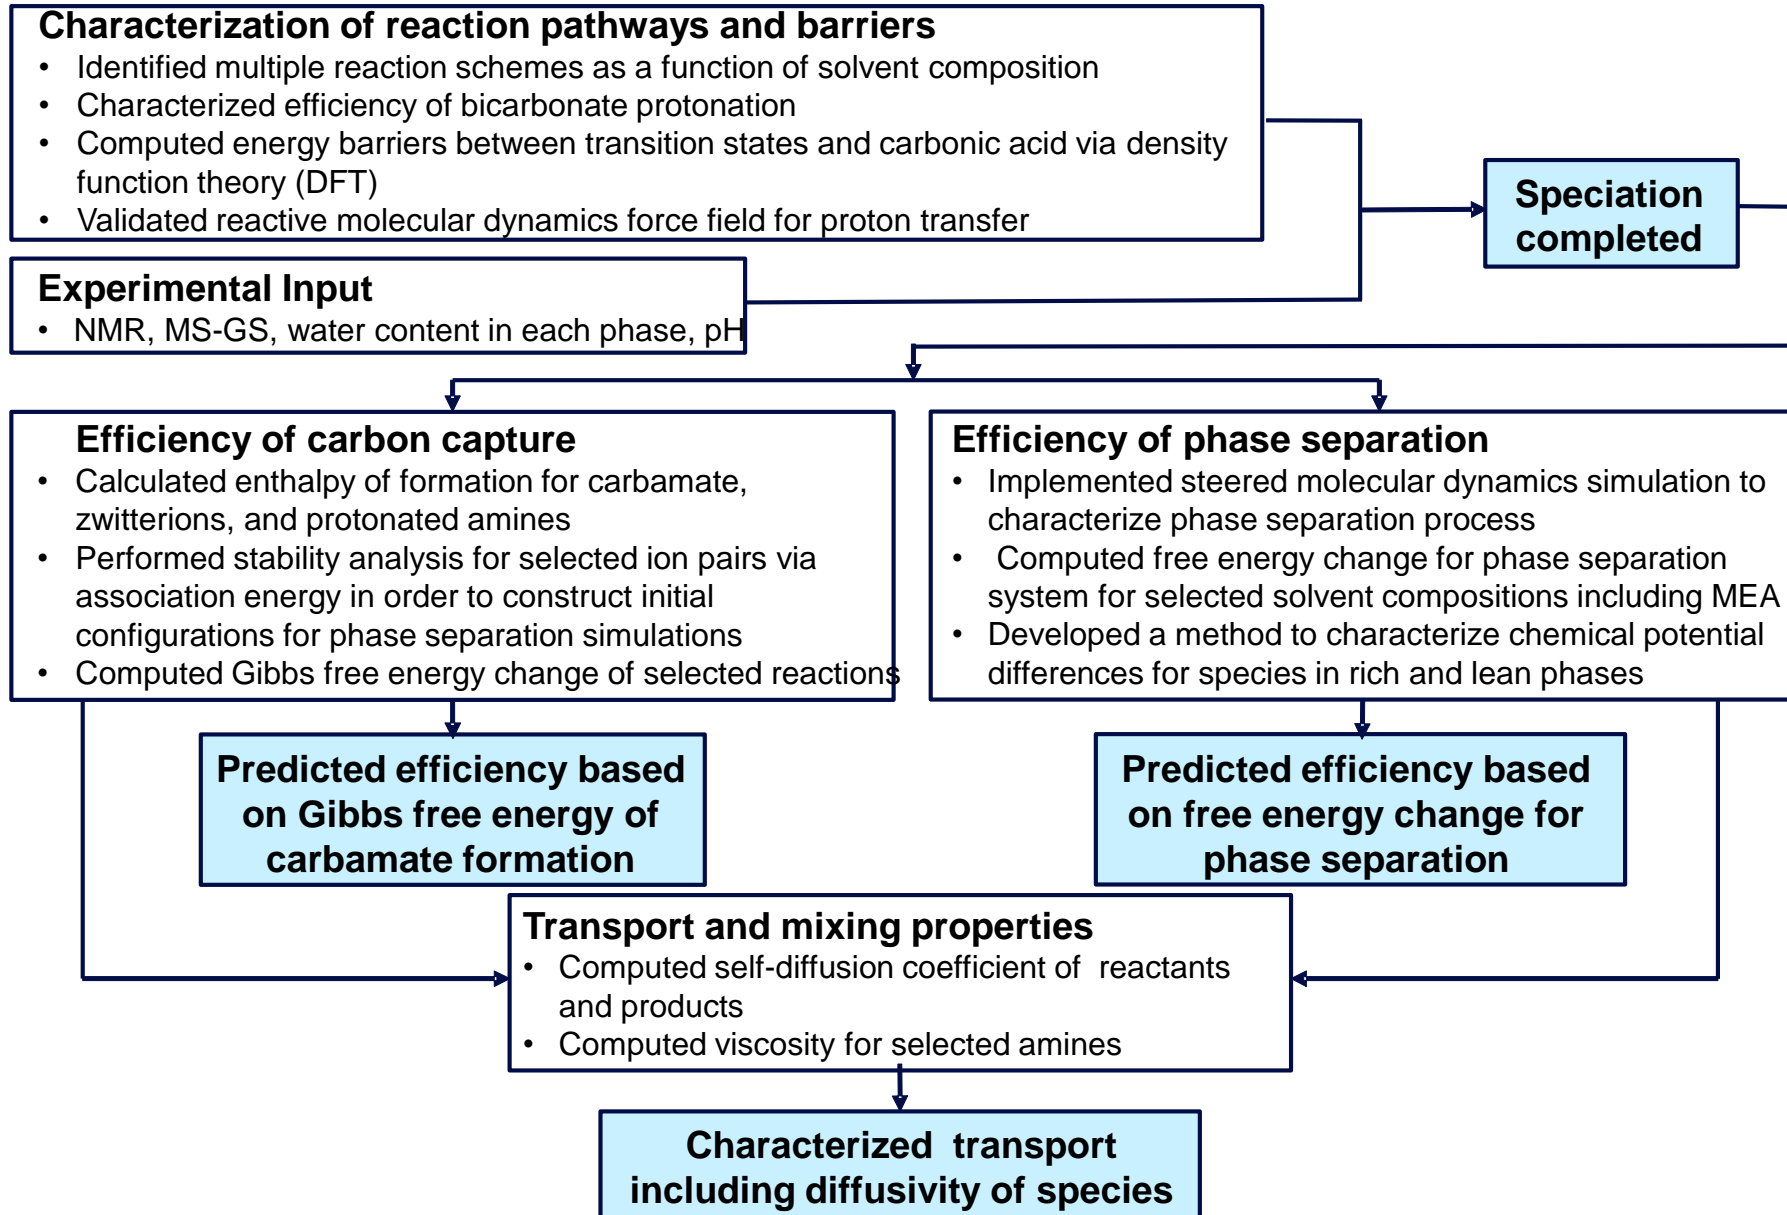 Characterization of reaction pathways and barriers
• Identified multiple reaction schemes as a function of solvent composition
• Characterized efficiency of bicarbonate protonation
• Computed energy barriers between transition states and carbonic acid via density
function theory (DFT)
• Validated reactive molecular dynamics force field for proton transfer
Speciation
completed
Experimental Input
• NMR, MS-GS, water content in each phase, pH
Efficiency of carbon capture
• Calculated enthalpy of formation for carbamate,
zwitterions, and protonated amines
• Performed stability analysis for selected ion pairs via
association energy in order to construct initial
configurations for phase separation simulations
• Computed Gibbs free energy change of selected reactions
Efficiency of phase separation
• Implemented steered molecular dynamics simulation to
characterize phase separation process
• Computed free energy change for phase separation
system for selected solvent compositions including MEA
• Developed a method to characterize chemical potential
differences for species in rich and lean phases
Predicted efficiency based
on Gibbs free energy of
carbamate formation
Predicted efficiency based
on free energy change for
phase separation
Transport and mixing properties
• Computed self-diffusion coefficient of reactants
and products
• Computed viscosity for selected amines
Characterized transport
including diffusivity of species